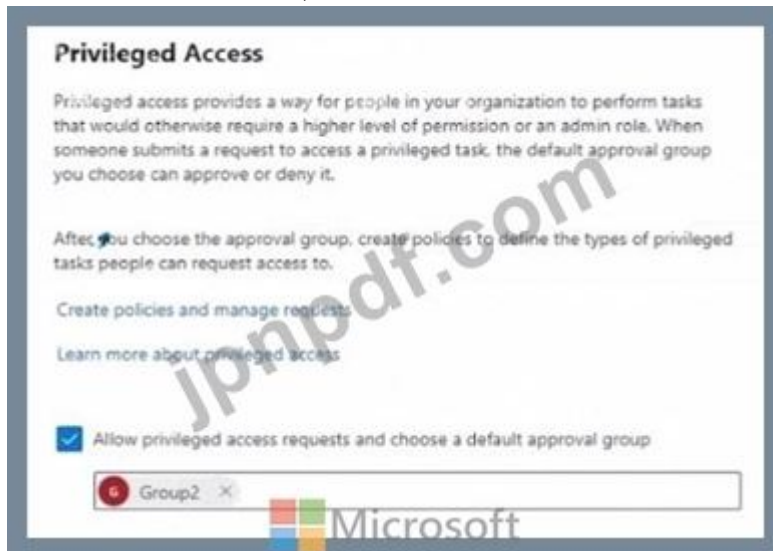 Privileged Access
Privileged access provides a way for people in your organization to perform tasks
that would otherwise require a higher level of permission or an admin role. When
someone submits a request to access a privileged task, the default approval group
you choose can approve or deny it.
After you choose the approval group, create policies to define the types of privileged
tasks people can request access to.
Create policies and manage requests
Learn more about privileged access
jpnpdf.com
Allow privileged access requests and choose a default approval group
G Group2 ×
Microsoft